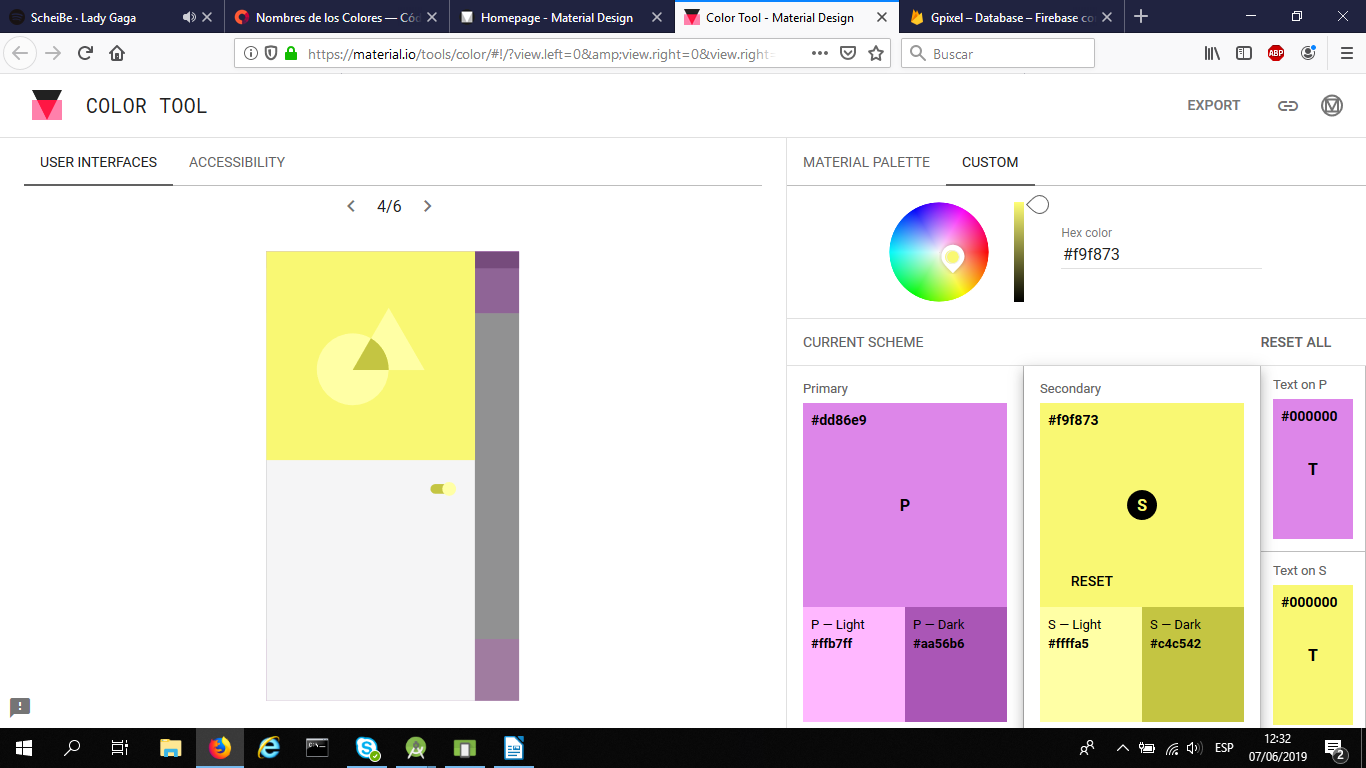 ScheiBe · Lady Gaga
Nombres de los Colores — Cód
Homepage - Material Design
Color Tool - Material Design
Gpixel – Database – Firebase co
https://material.io/tools/color/#!/?view.left=0&amp;view.right=0&view.right=
Buscar
ABP
COLOR TOOL
EXPORT
USER INTERFACES
ACCESSIBILITY
MATERIAL PALETTE
CUSTOM
4/6
Hex color
#f9f873
CURRENT SCHEME
RESET ALL
Primary
#dd86e9
P
P — Light
#ffb7ff
P — Dark
#aa56b6
Secondary
#f9f873
S
RESET
S — Light
#ffffa5
S — Dark
#c4c542
Text on P
#000000
T
Text on S
#000000
T
ESP
12:32
07/06/2019
2